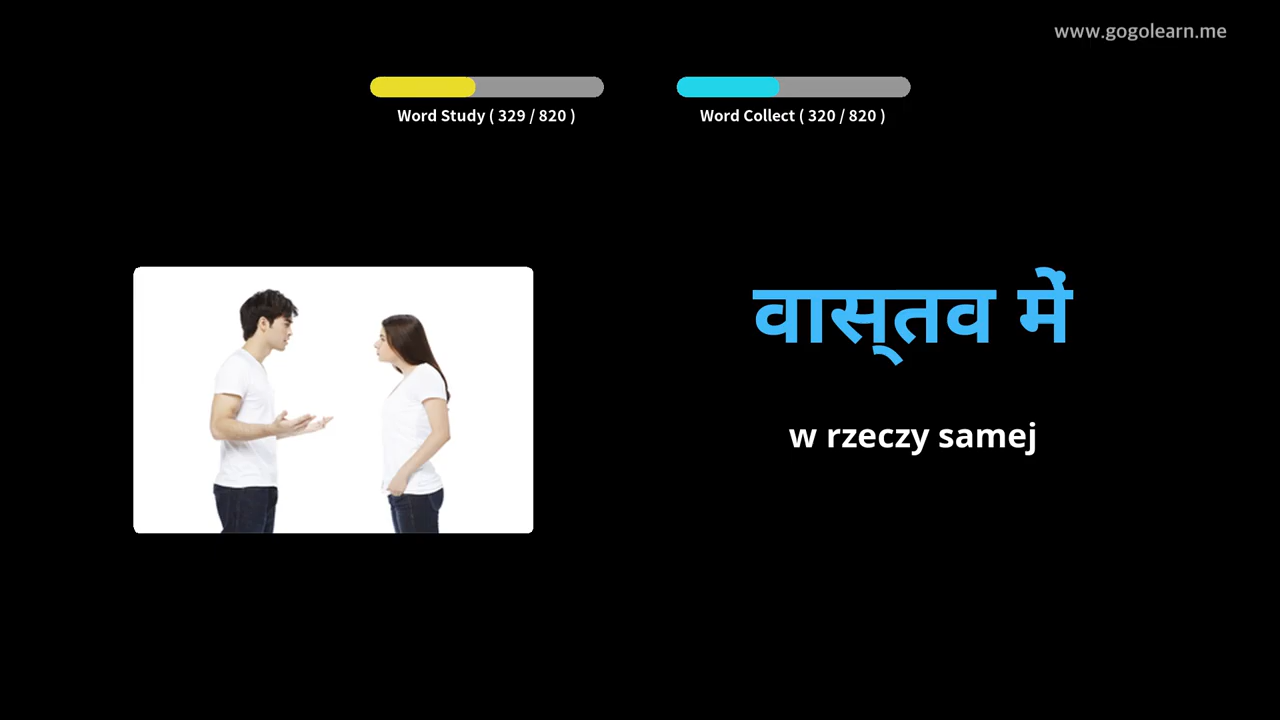 www.gogolearn.me
Word Study ( 329 / 820 )
Word Collect ( 320 / 820 )
वास्तव में
w rzeczy samej